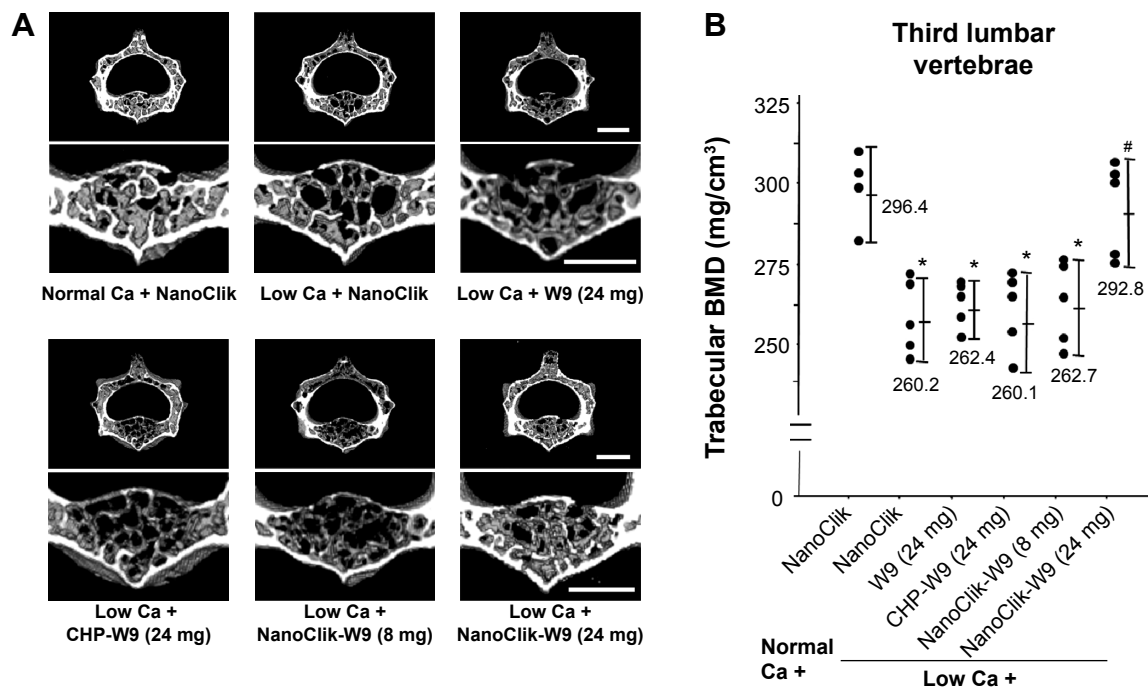 A
Normal Ca + NanoClik
Low Ca + NanoClik
Low Ca + W9 (24 mg)
Low Ca +
CHP-W9 (24 mg)
Low Ca +
NanoClik-W9 (8 mg)
Low Ca +
NanoClik-W9 (24 mg)
B
Third lumbar
vertebrae
Trabecular BMD (mg/cm³)
325
300
275
250
0
296.4
*
260.2
*
262.4
*
260.1
*
262.7
#
292.8
NanoClik
NanoClik
W9 (24 mg)
CHP-W9 (24 mg)
NanoClik-W9 (8 mg)
NanoClik-W9 (24 mg)
Normal
Ca +
Low Ca +